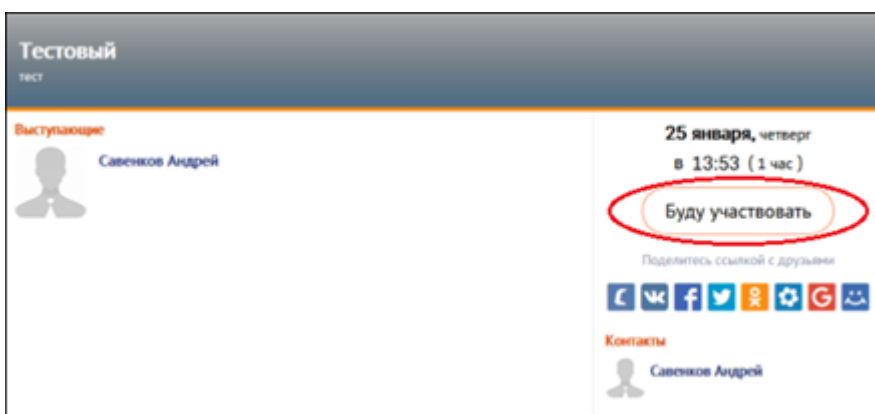 Тестовый
тест
Выступающие
Савенков Андрей
25 января, четверг
в 13:53 (1 час)
Буду участвовать
Поделитесь ссылкой с друзьями
Контакты
Савенков Андрей